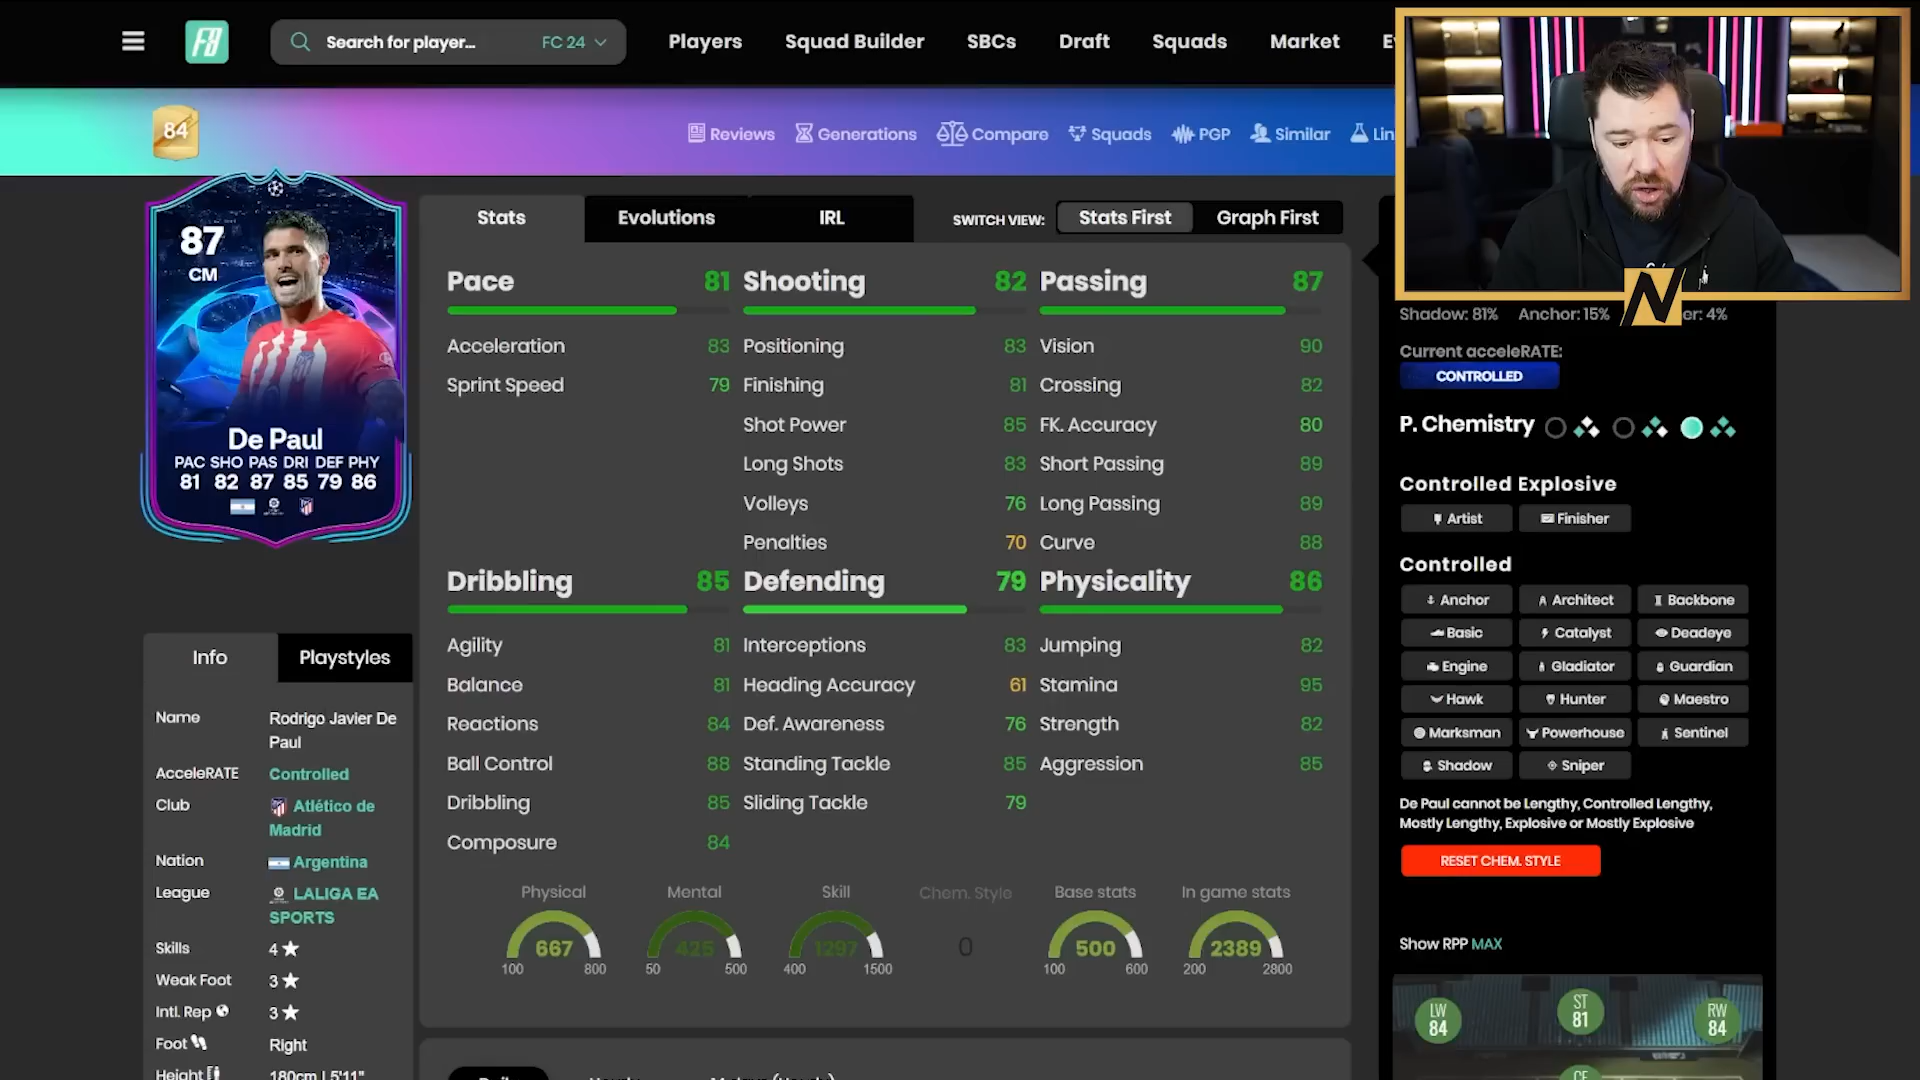 F8 Search for player... FC 24 Players Squad Builder SBCs Draft Squads Market
84 Reviews Generations Compare Squads PGP Similar Lin
87
CM
De Paul
PAC SHO PAS DRI DEF PHY
81 82 87 85 79 86
Stats Evolutions IRL SWITCH VIEW: Stats First Graph First
Pace 81 Shooting 82 Passing 87
Acceleration 83 Positioning 83 Vision 90
Sprint Speed 79 Finishing 81 Crossing 82
Shot Power 85 FK. Accuracy 80
Long Shots 83 Short Passing 89
Volleys 76 Long Passing 89
Penalties 70 Curve 88
Dribbling 85 Defending 79 Physicality 86
Agility 81 Interceptions 83 Jumping 82
Balance 81 Heading Accuracy 61 Stamina 95
Reactions 84 Def. Awareness 76 Strength 82
Ball Control 88 Standing Tackle 85 Aggression 85
Dribbling 85 Sliding Tackle 79
Composure 84
Physical Mental Skill Chem. Style Base stats In game stats
667 425 1297 0 500 2389
100 800 50 500 400 1500 100 600 200 2800
Info Playstyles
Name Rodrigo Javier De
Paul
AcceleRATE Controlled
Club Atlético de
Madrid
Nation Argentina
League LALIGA EA
SPORTS
Skills 4
Weak Foot 3
Intl. Rep 3
Foot Right
Height 180cm | 5'11"
N
Shadow: 81% Anchor: 15% er: 4%
Current acceleRATE:
CONTROLLED
P. Chemistry
Controlled Explosive
Artist Finisher
Controlled
Anchor Architect Backbone
Basic Catalyst Deadeye
Engine Gladiator Guardian
Hawk Hunter Maestro
Marksman Powerhouse Sentinel
Shadow Sniper
De Paul cannot be Lengthy, Controlled Lengthy,
Mostly Lengthy, Explosive or Mostly Explosive
RESET CHEM. STYLE
Show RPP MAX
LW ST RW
84 81 84